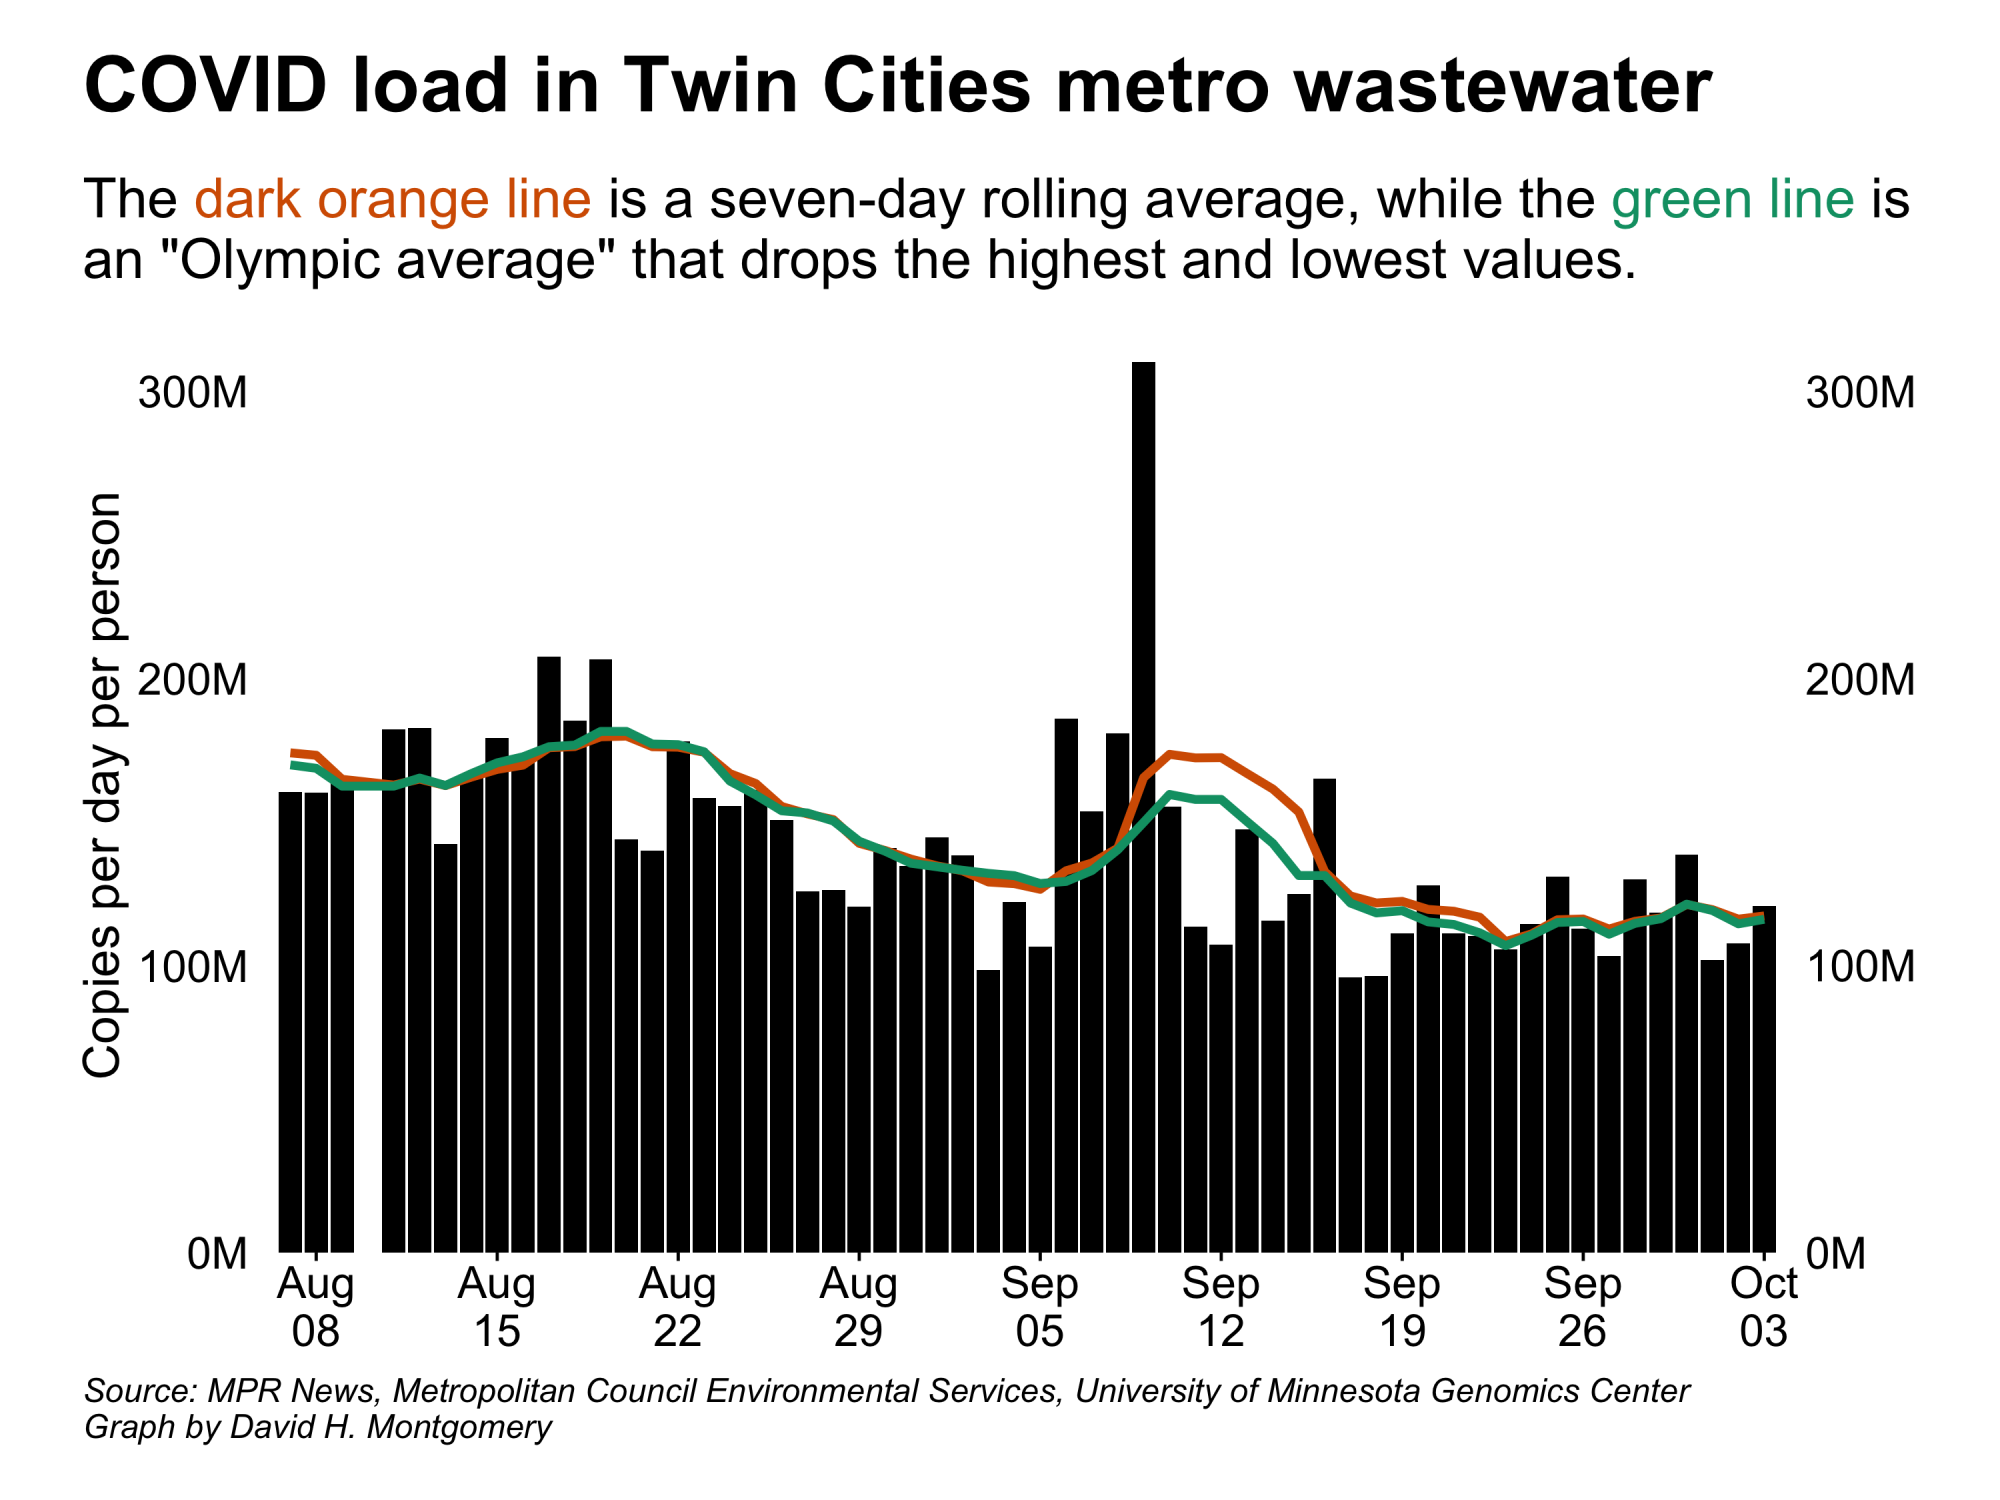 COVID load in Twin Cities metro wastewater
The dark orange line is a seven-day rolling average, while the green line is
an "Olympic average" that drops the highest and lowest values.
Copies per day per person
300M
200M
100M
0M
300M
200M
100M
0M
Aug
08
Aug
15
Aug
22
Aug
29
Sep
05
Sep
12
Sep
19
Sep
26
Oct
03
Source: MPR News, Metropolitan Council Environmental Services, University of Minnesota Genomics Center
Graph by David H. Montgomery